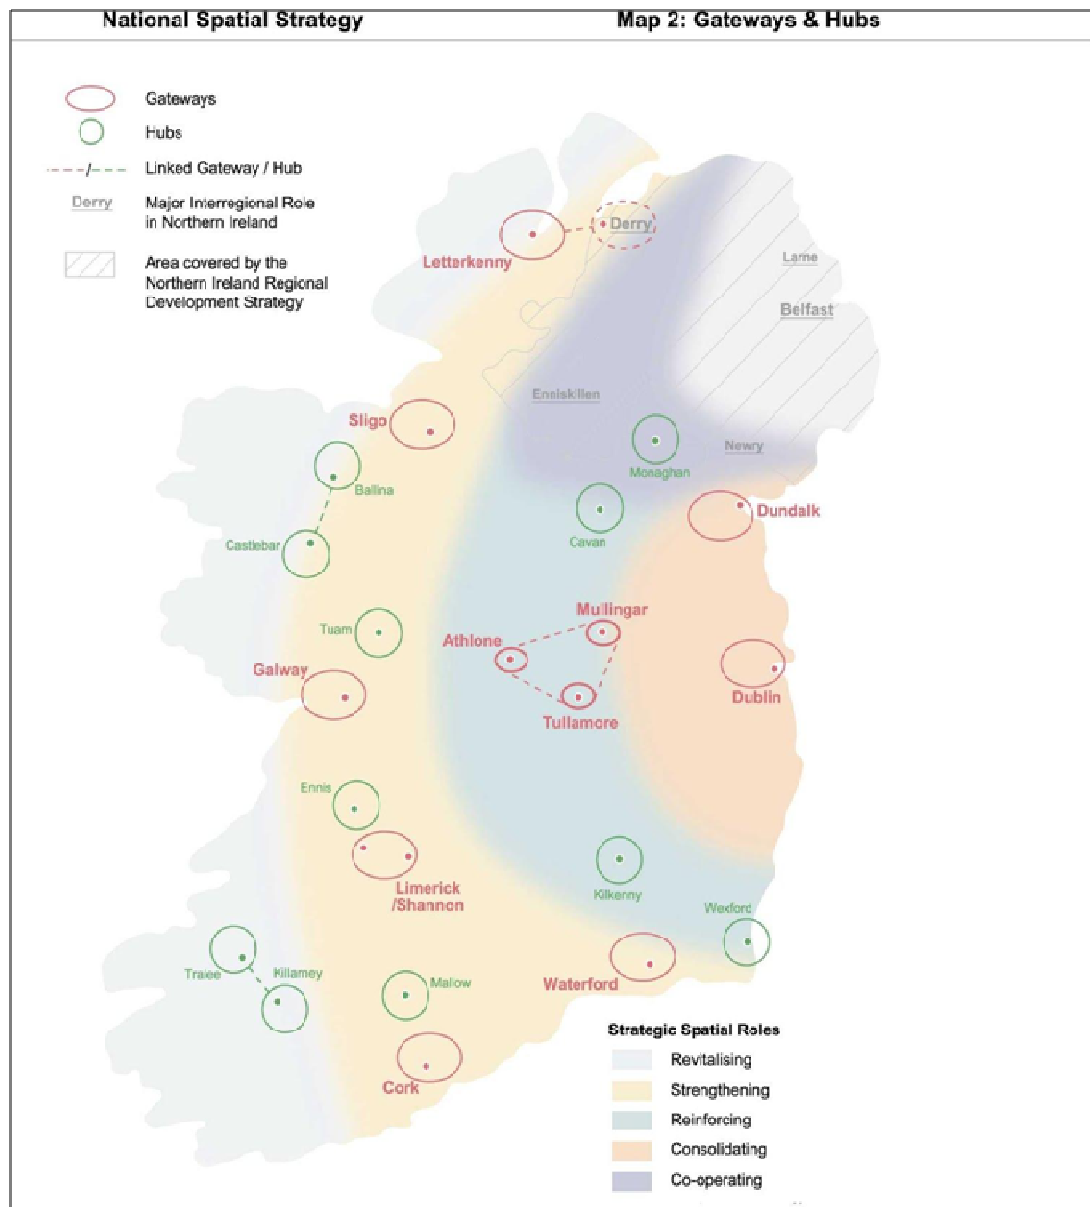 National Spatial Strategy
Map 2: Gateways & Hubs
Gateways
Hubs
Linked Gateway / Hub
Derry
Major Interregional Role
in Northern Ireland
Area covered by the
Northern Ireland Regional
Development Strategy
Derry
Letterkenny
Larne
Belfast
Enniskillen
Sligo
Newry
Monaghan
Ballina
Dundalk
Cavan
Castlebar
Mullingar
Tuam
Athlone
Galway
Dublin
Tullamore
Ennis
Limerick
/Shannon
Kilkenny
Wexford
Tralee
Killarney
Mallow
Waterford
Cork
Strategic Spatial Roles
Revitalising
Strengthening
Reinforcing
Consolidating
Co-operating